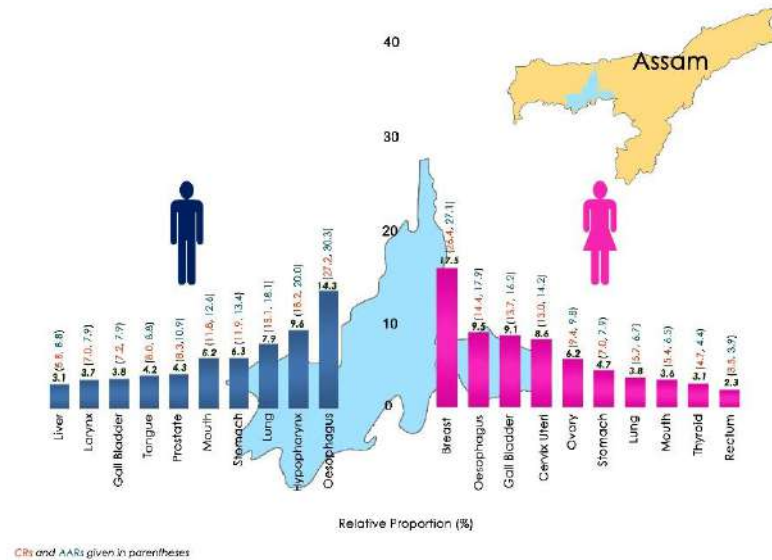 Assam
40
30
20
10
0
3.1
3.7 (7.0, 7.9)
3.8 (7.2, 7.9)
4.2 (8.0, 8.8)
4.3 (8.3, 10.9)
6.2 (11.8, 12.6)
6.3 (11.9, 13.4)
7.9 (15.1, 18.1)
9.6 (18.2, 20.0)
14.3 (27.2, 30.3)
17.5 (26.4, 27.1)
9.5 (14.4, 17.9)
9.1 (13.7, 16.2)
8.6 (13.0, 14.2)
6.2 (9.4, 9.8)
4.7 (7.0, 7.9)
3.8 (5.7, 6.7)
3.6 (5.4, 6.5)
3.1 (4.7, 4.4)
2.3 (3.5, 3.9)
Liver
Larynx
Gall Bladder
Tongue
Prostate
Mouth
Stomach
Lung
Hypopharynx
Oesophagus
Breast
Oesophagus
Gall Bladder
Cervix Uteri
Ovary
Stomach
Lung
Mouth
Thyroid
Rectum
Relative Proportion (%)
CRs and AARs given in parentheses